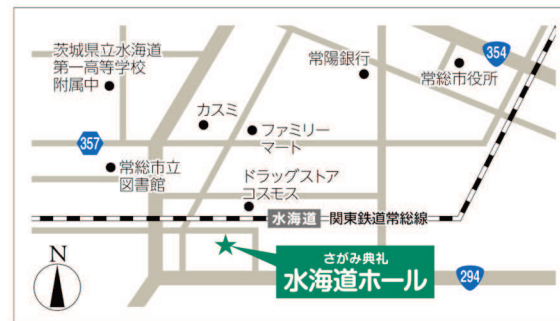 茨城県立水海道
第一高等学校
附属中
常陽銀行
354
常総市役所
カスミ
ファミリー
マート
357
常総市立
図書館
ドラッグストア
コスモス
水海道
関東鉄道常総線
N
さがみ典礼
水海道ホール
294